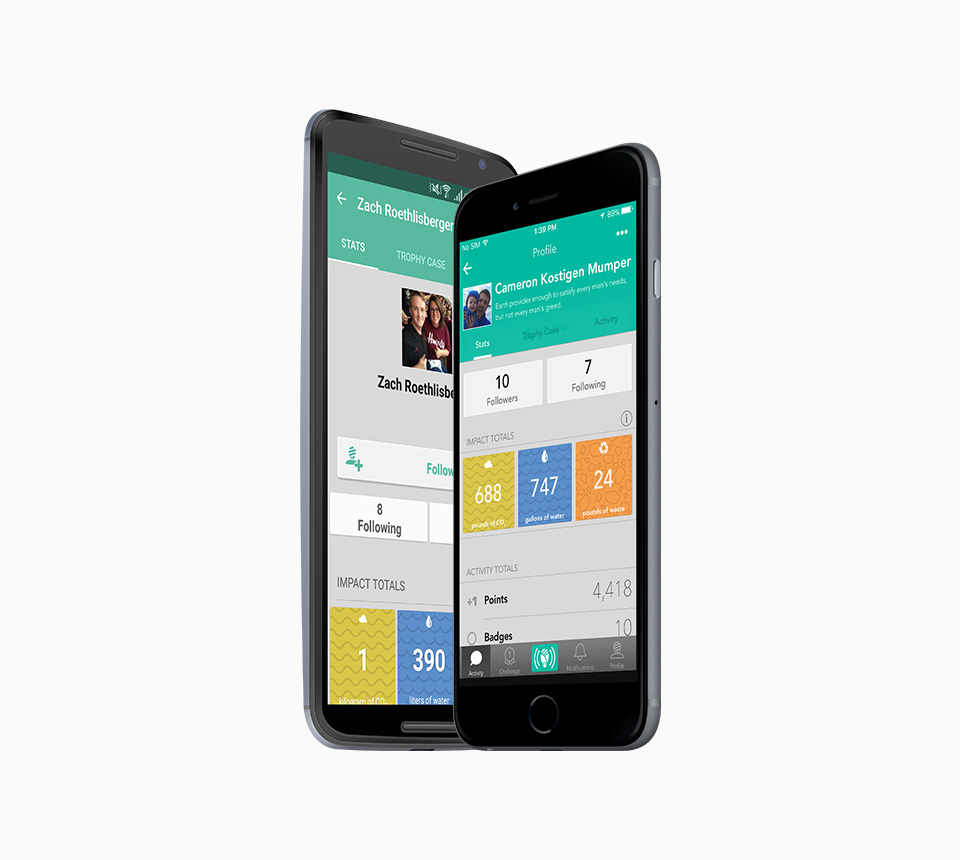 Zach Roethlisberger
STATS
TROPHY CASE
Zach Roethlisbe
Follow
8
Following
IMPACT TOTALS
1
390
kilogram of CO
liters of water
No SIM
1:39 PM
89%
Profile
Cameron Kostigen Mumper
Earth provides enough to satisfy every man's needs,
but not every man's greed.
Stats
Trophy Case
Activity
10
Followers
7
Following
IMPACT TOTALS
688
pounds of CO
747
gallons of water
24
pounds of waste
ACTIVITY TOTALS
+1 Points 4,418
Badges 10
Activity
1
Challenge
Notifications
Profile